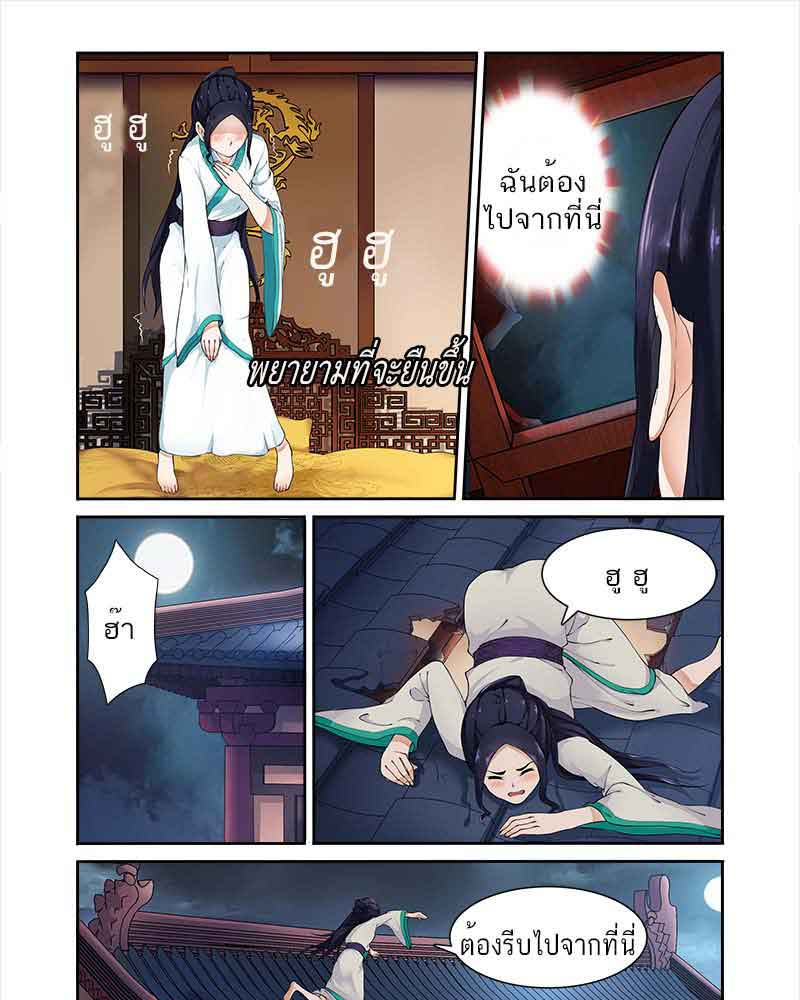 ฮู ฮู
ฮู ฮู
พยายามที่จะยืนขึ้น
ฉันต้อง
ไปจากที่นี่
ฮ๊า
ฮู ฮู
ต้องรีบไปจากที่นี่